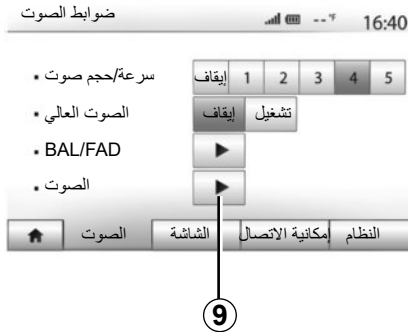 ضوابط الصوت -- °F 16:40
سرعة/حجم صوت إيقاف 1 2 3 4 5
الصوت العالي إيقاف تشغيل
BAL/FAD
الصوت
الصوت الشاشة إمكانية الاتصال النظام
9